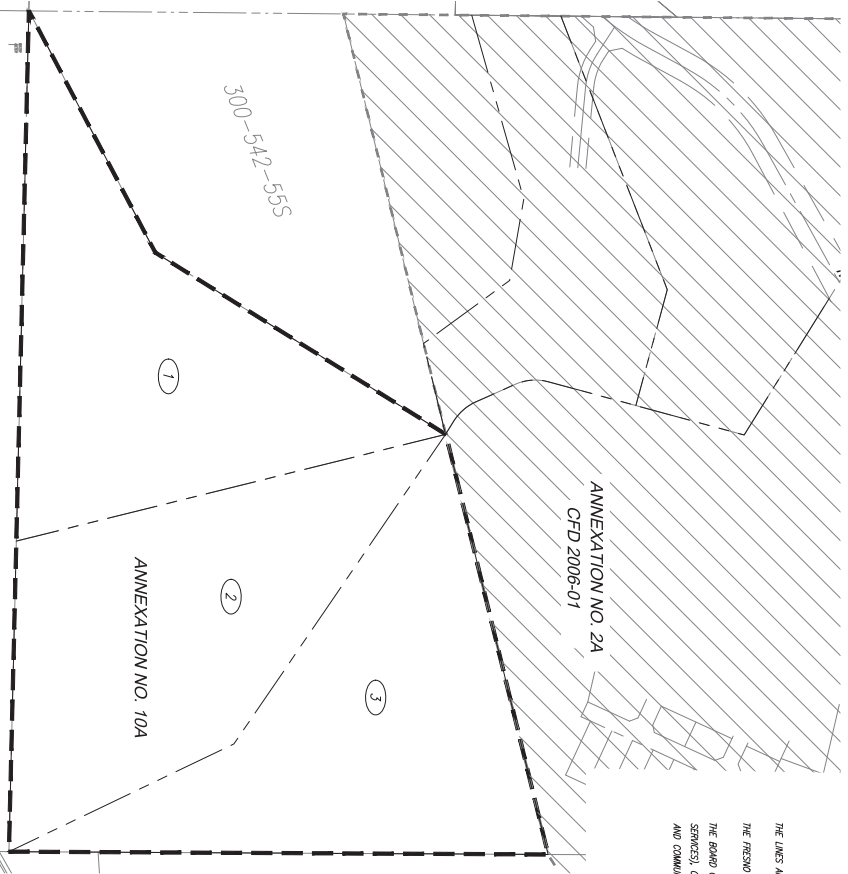 300-542-55S
ANNEXATION NO. 2A
CFD 2006-01
1
2
3
ANNEXATION NO. 10A
THE LINES
THE FRESNO
THE BOARD
SERVICES),
AND